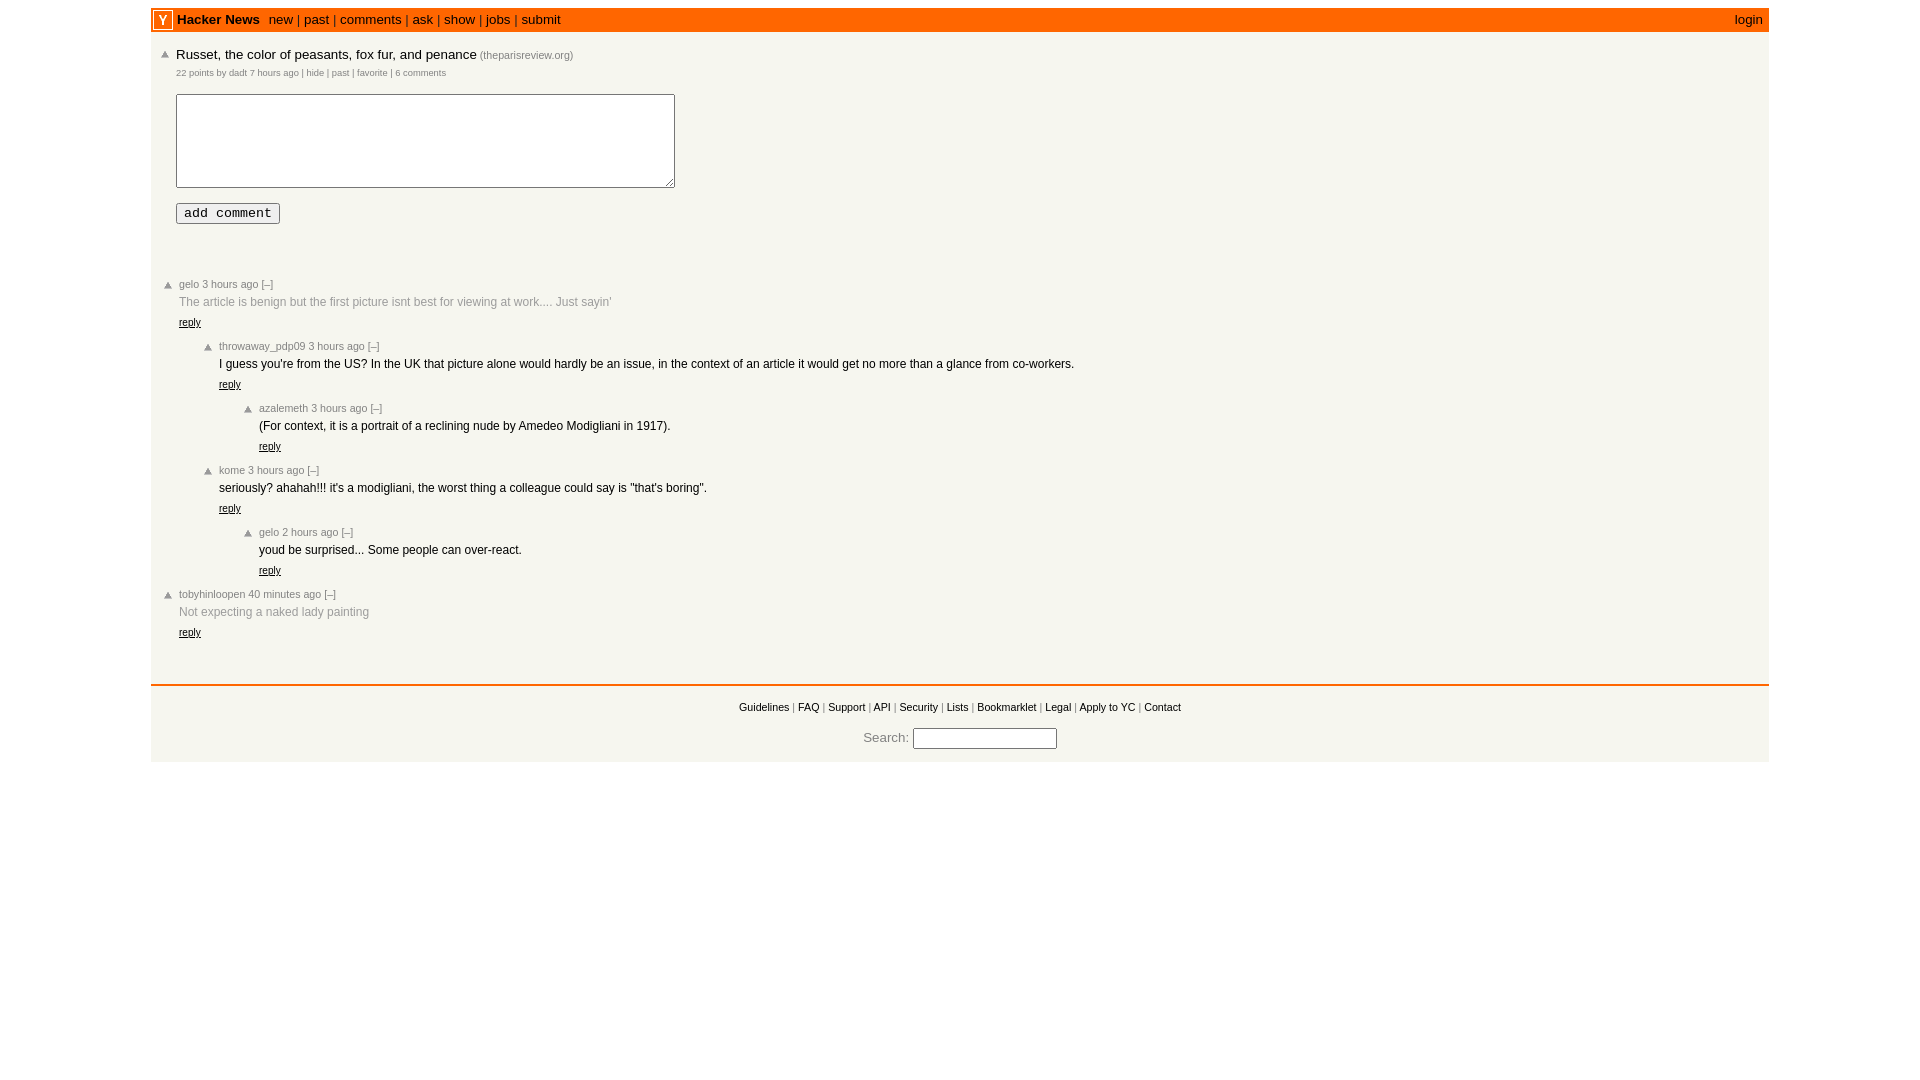 Y Hacker News new | past | comments | ask | show | jobs | submit login
Russet, the color of peasants, fox fur, and penance (theparisreview.org)
22 points by dadt 7 hours ago | hide | past | favorite | 6 comments
add comment
gelo 3 hours ago [–]
The article is benign but the first picture isnt best for viewing at work.... Just sayin'
reply
throwaway_pdp09 3 hours ago [–]
I guess you're from the US? In the UK that picture alone would hardly be an issue, in the context of an article it would get no more than a glance from co-workers.
reply
azalemeth 3 hours ago [–]
(For context, it is a portrait of a reclining nude by Amedeo Modigliani in 1917).
reply
kome 3 hours ago [–]
seriously? ahahah!!! it's a modigliani, the worst thing a colleague could say is "that's boring".
reply
gelo 2 hours ago [–]
youd be surprised... Some people can over-react.
reply
tobyhinloopen 40 minutes ago [–]
Not expecting a naked lady painting
reply
Guidelines | FAQ | Support | API | Security | Lists | Bookmarklet | Legal | Apply to YC | Contact
Search: